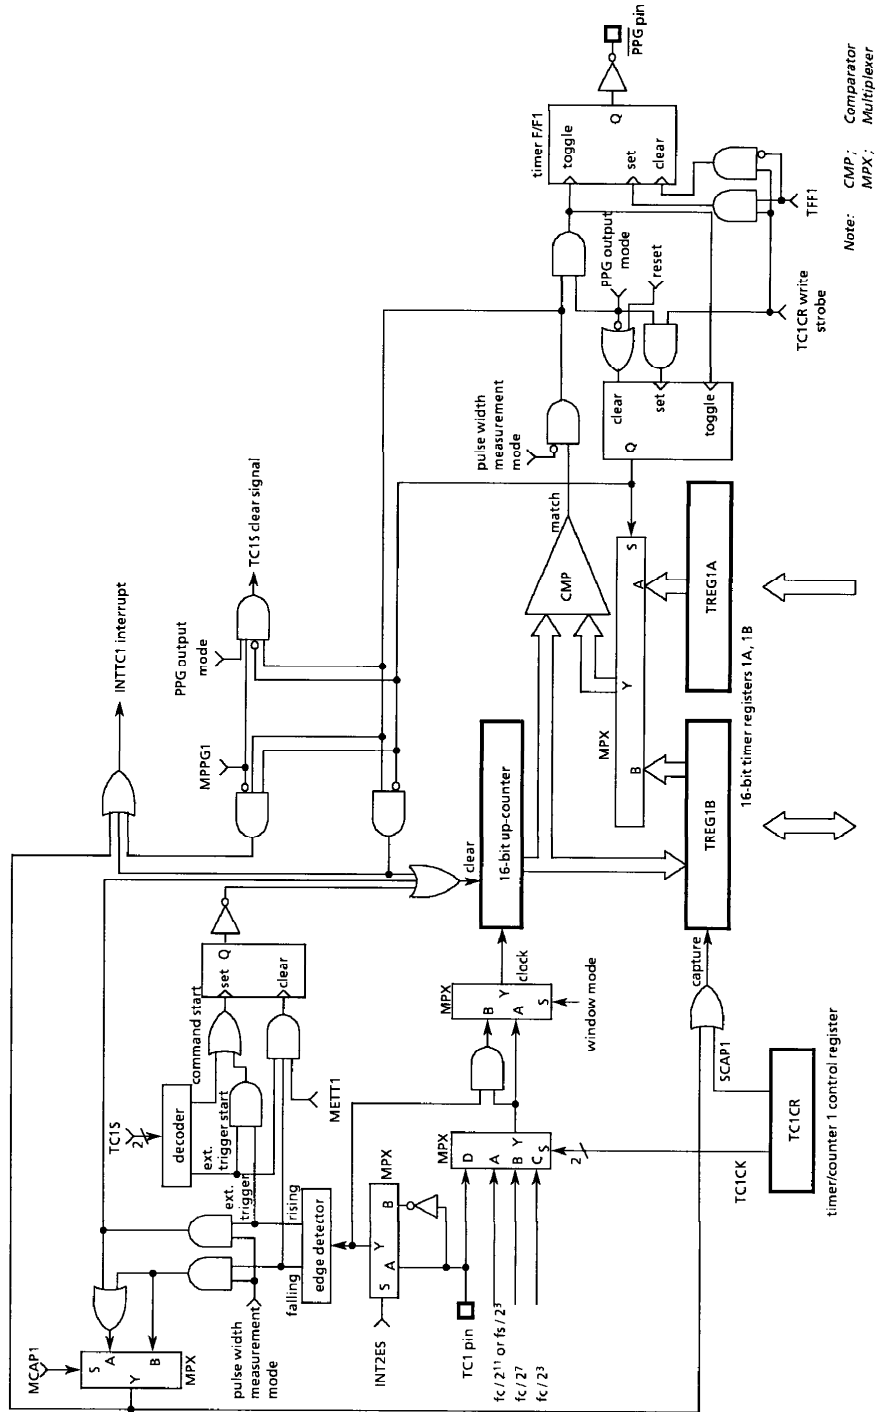 MCAP1
S
A
B
Y
MPX
pulse width
measurement
mode
falling
rising
edge detector
ext.
trigger
INT2ES
S
A
Y
B
MPX
TC1 pin
fc / 2¹¹ or fs / 2³
fc / 2⁷
fc / 2³
TC1S
2
decoder
command start
ext.
trigger start
METT1
set
Q
clear
MPX
D
A
B
Y
C
S
2
TC1CK
MPX
B
Y
A
S
clock
window mode
TC1CR
timer/counter 1 control register
SCAP1
capture
INTTC1 interrupt
MPPG1
PPG output
mode
TC1S clear signal
clear
16-bit up-counter
MPX
B
Y
A
S
TREG1B
TREG1A
16-bit timer registers 1A, 1B
CMP
match
pulse width
measurement
mode
Q
clear
set
toggle
PPG output
mode
reset
TC1CR write
strobe
timer F/F1
toggle
set
clear
Q
PPG pin
TFF1
Note: CMP ; Comparator
MPX ; Multiplexer